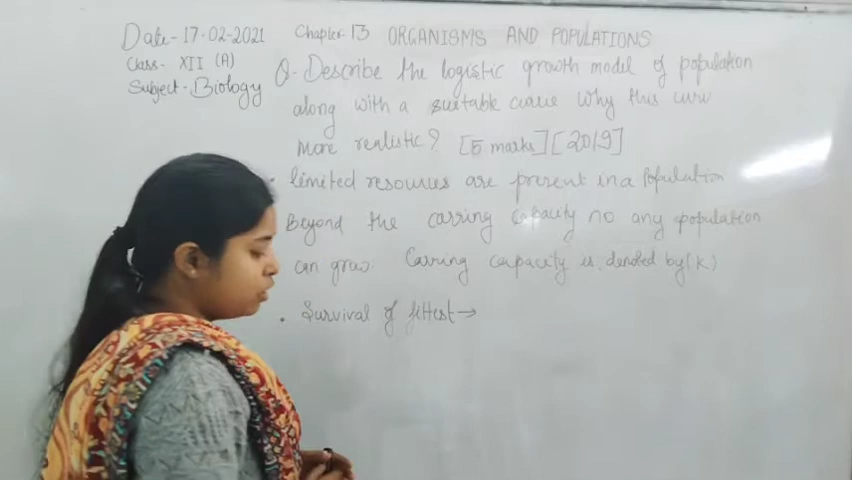 Date-17-02-2021
Class- XII (A)
Subject-Biology
Chapter-13 ORGANISMS AND POPULATIONS
Q. Describe the logistic growth model of population
along with a suitable curve Why this curv
more realistic? [5 marks] [2019]
• limited resources are present in a Population
Beyond the carring Capacity no any population
can grow. Carring capacity is denoted by (K)
• Survival of fittest→